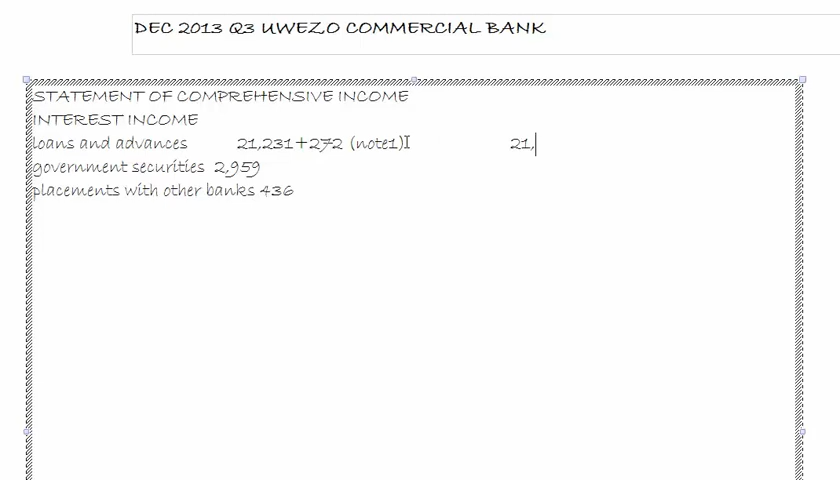 DEC 2013 Q3 UWEZO COMMERCIAL BANK
STATEMENT OF COMPREHENSIVE INCOME
INTEREST INCOME
loans and advances 21,231+272 (note1) 21,
government securities 2,959
placements with other banks 436